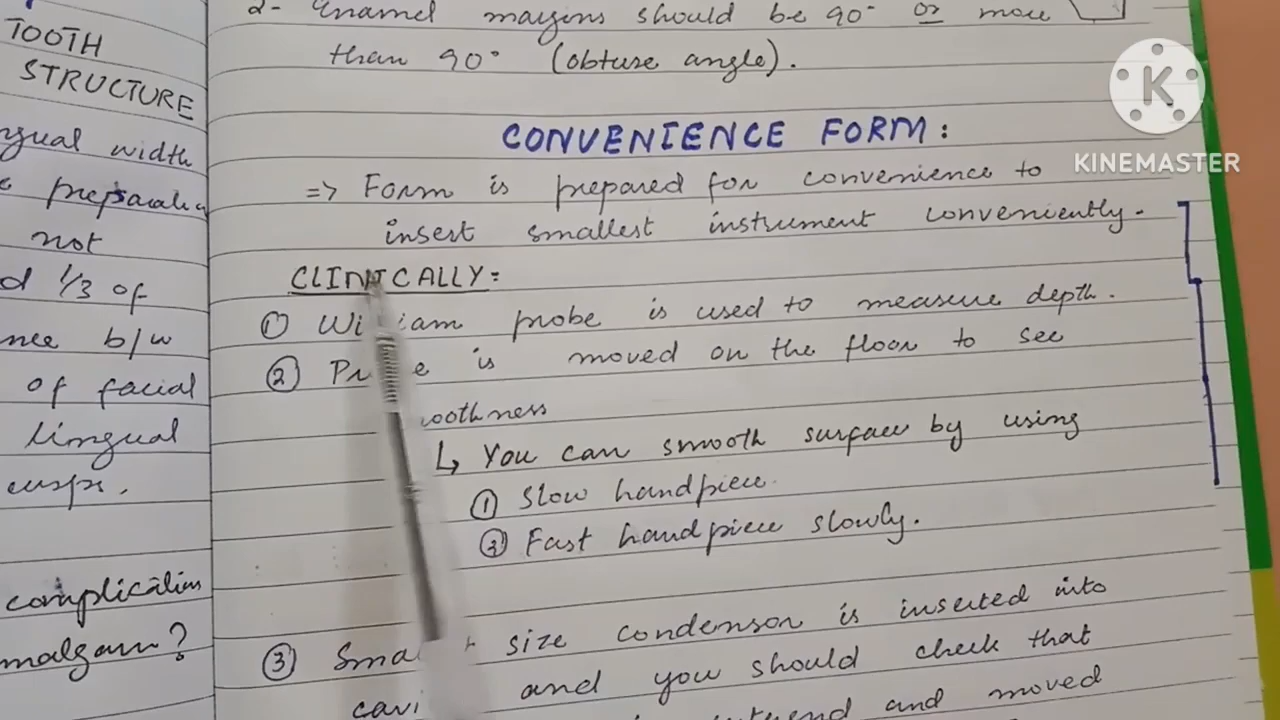 TOOTH
STRUCTURE
width
not
1/3 of
b/w
of facial
lingual
cusps.
complication
2- Enamel margins should be 90° or more
than 90° (obtuse angle).
CONVENIENCE FORM:
=> Form is prepared for convenience to
insert smallest instrument conveniently.
CLINICALLY:
① William probe is used to measure depth.
② is moved on the floor to see
↳ You can smooth surface by using
① Slow handpiece.
② Fast handpiece slowly.
③ size condensor is inserted into
and you should check that
and moved
K
KINEMASTER